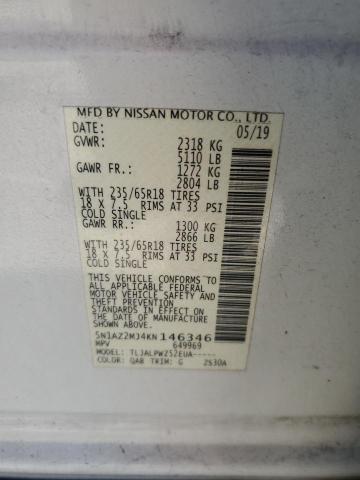 MFD BY NISSAN MOTOR CO., LTD.
DATE: 05/19
GVWR: 2318 KG
5110 LB
GAWR FR.: 1272 KG
2804 LB
WITH 235/65R18 TIRES
18 X 7.5 RIMS AT 33 PSI
COLD SINGLE
GAWR RR.: 1300 KG
2866 LB
WITH 235/65R18 TIRES
18 X 7.5 RIMS AT 33 PSI
COLD SINGLE
THIS VEHICLE CONFORMS TO
ALL APPLICABLE FEDERAL
MOTOR VEHICLE SAFETY AND
THEFT PREVENTION
STANDARDS IN EFFECT ON
THE DATE OF MANUFACTURE
SHOWN ABOVE.
5N1AZ2MJ4KN146346
MPV 649969
MODEL: TLJALPWZ52EUA-----
COLOR: QAB TRIM: G 2S30A